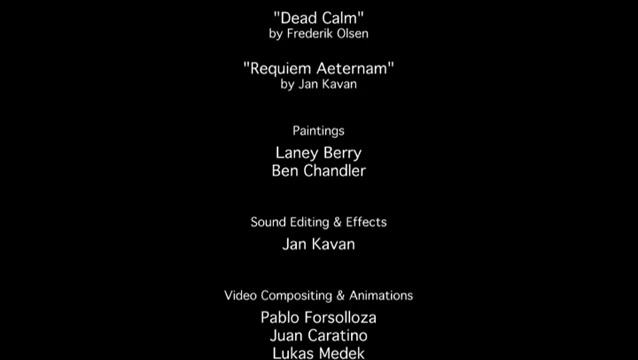 "Dead Calm"
by Frederik Olsen
"Requiem Aeternam"
by Jan Kavan
Paintings
Laney Berry
Ben Chandler
Sound Editing & Effects
Jan Kavan
Video Compositing & Animations
Pablo Forsolloza
Juan Caratino
Lukas Medek